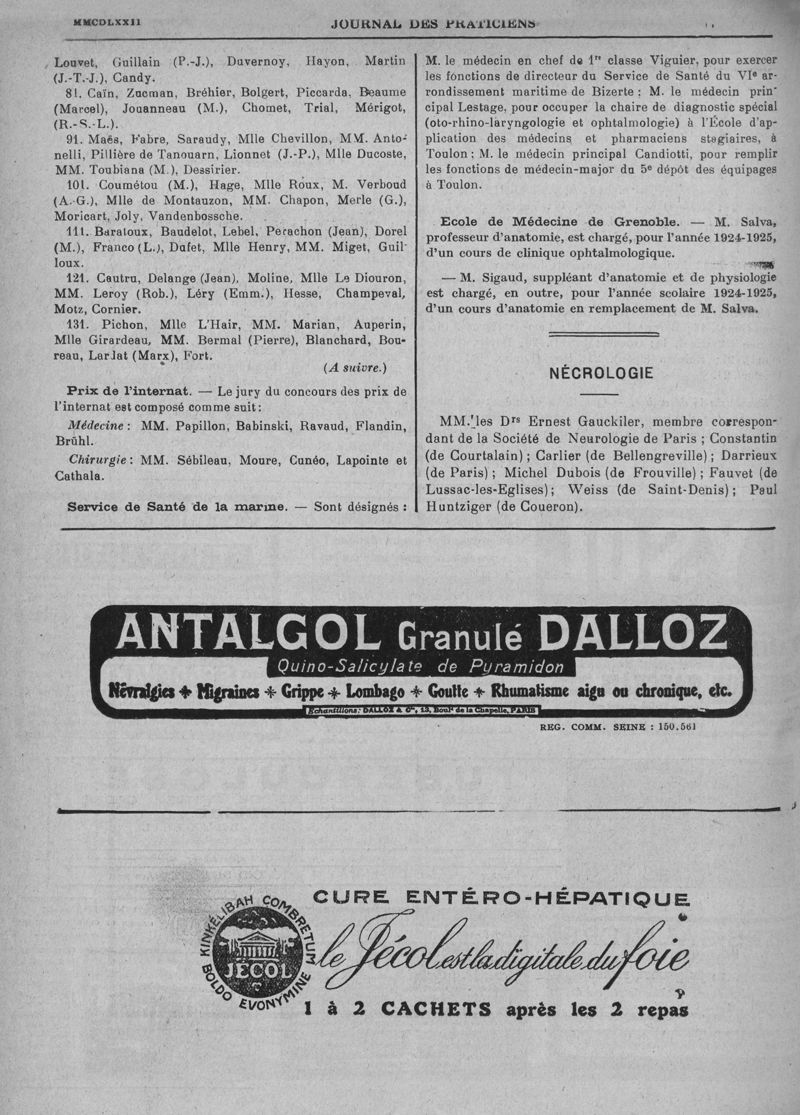 MMCDLXXII
JOURNAL DES PRATICIENS
Louvet, Guillain (P.-J.), Duvernoy, Hayon, Martin
(J.-T.-J.), Candy.
81. Caïn, Zucman, Bréhier, Bolgert, Piccarda, Beaume
(Marcel), Jouanneau (M.), Chomet, Trial, Mérigot,
(R.-S.-L.).
91. Maës, Fabre, Saraudy, Mlle Chevillon, MM. Anto-
nelli, Pillière de Tanouarn, Lionnet (J.-P.), Mlle Ducoste,
MM. Toubiana (M.), Dessirier.
101. Coumétou (M.), Hage, Mlle Roux, M. Verboud
(A.-G.), Mlle de Montauzon, MM. Chapon, Merle (G.),
Moricart, Joly, Vandenbossche.
111. Baratoux, Baudelot, Lebel, Perachon (Jean), Dorel
(M.), Franco (L.), Dufet, Mlle Henry, MM. Miget, Guil-
loux.
121. Cautru, Delange (Jean), Moline, Mlle Le Diouron,
MM. Leroy (Rob.), Léry (Emm.), Hesse, Champeval,
Motz, Cornier.
131. Pichon, Mlle L'Hair, MM. Marian, Auperin,
Mlle Girardeau, MM. Bermal (Pierre), Blanchard, Bou-
reau, Larlat (Marx), Fort.
(A suivre.)
Prix de l'internat. — Le jury du concours des prix de
l'internat est composé comme suit :
Médecine : MM. Papillon, Babinski, Ravaud, Flandin,
Brühl.
Chirurgie : MM. Sébileau, Moure, Cunéo, Lapointe et
Cathala.
Service de Santé de la marine. — Sont désignés :
M. le médecin en chef de 1re classe Viguier, pour exercer
les fonctions de directeur du Service de Santé du VIe ar-
rondissement maritime de Bizerte ; M. le médecin prin-
cipal Lestage, pour occuper la chaire de diagnostic spécial
(oto-rhino-laryngologie et ophtalmologie) à l'École d'ap-
plication des médecins et pharmaciens stagiaires, à
Toulon ; M. le médecin principal Candiotti, pour remplir
les fonctions de médecin-major du 5e dépôt des équipages
à Toulon.
Ecole de Médecine de Grenoble. — M. Salva,
professeur d'anatomie, est chargé, pour l'année 1924-1925,
d'un cours de clinique ophtalmologique.
— M. Sigaud, suppléant d'anatomie et de physiologie
est chargé, en outre, pour l'année scolaire 1924-1925,
d'un cours d'anatomie en remplacement de M. Salva.
NÉCROLOGIE
MM. les Drs Ernest Gauckiler, membre correspon-
dant de la Société de Neurologie de Paris ; Constantin
(de Courtalain) ; Carlier (de Bellengreville) ; Darrieux
(de Paris) ; Michel Dubois (de Frouville) ; Fauvet (de
Lussac-les-Eglises) ; Weiss (de Saint-Denis) ; Paul
Huntziger (de Coueron).
ANTALGOL Granulé DALLOZ
Quino-Salicylate de Pyramidon
Névralgies Migraines Grippe Lombago Goutte Rhumatisme aigu ou chronique, etc.
Echantillons : DALLOZ & Cie, 13, Boulᵈ de la Chapelle, PARIS
REG. COMM. SEINE : 150.561
CURE ENTÉRO-HÉPATIQUE
KINKÉLIBAH COMBRETUM
BOLDO EVONYMINE
JÉCOL
le Jécol est la digitale du foie
1 à 2 CACHETS après les 2 repas